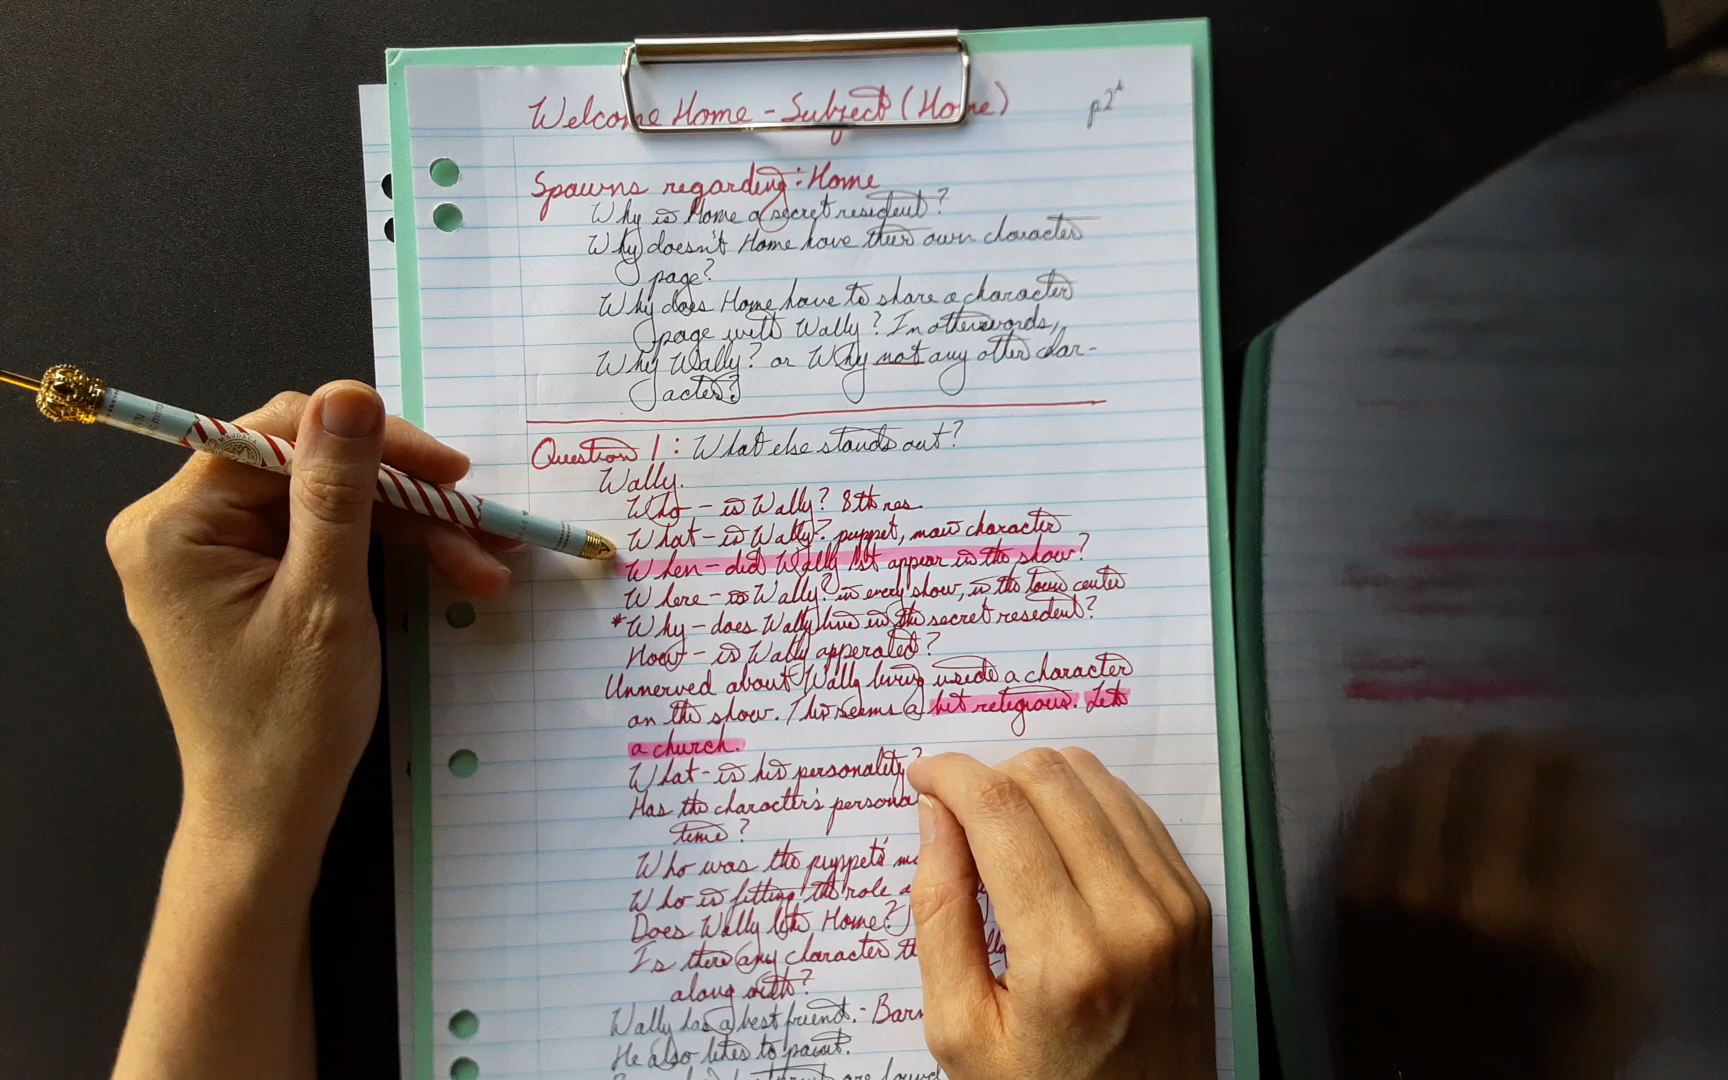 Welcome Home - Subject (Home)
p2
Spawns regarding: Home
Why is Home a secret resident?
Why doesn't Home have their own character
page?
Why does Home have to share a character
page with Wally? In otherwords,
Why Wally? or Why not any other char-
acter?
Question 1: What else stands out?
Wally.
Who - is Wally? 8th res.
What - is Wally? puppet, main character
When - did Wally 1st appear in the show?
Where - is Wally? in every show, in the town center
*Why - does Wally live in the secret resedent?
How - is Wally apperated?
Unnerved about Wally living inside a character
on the show. This seems a bit religious. Like
a church.
What - is his personality?
Has the character's persona
time?
Who was the puppet's
Who is fitting the role
Does Wally like Home?
Is there any character
along with?
Wally has a best friend. - Barn
He also likes to paint.